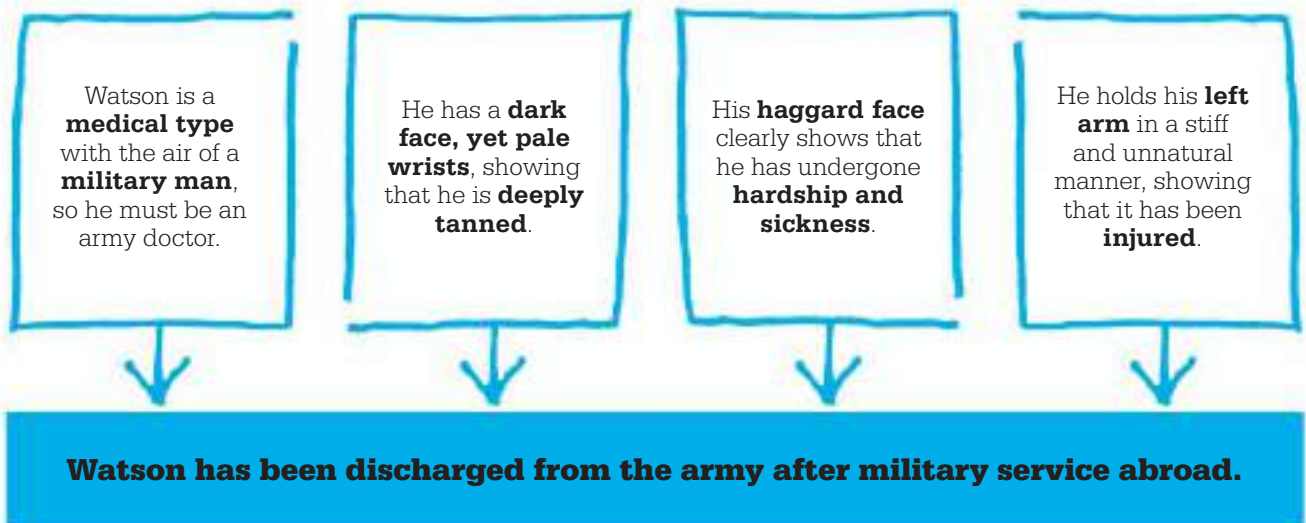 Watson is a
medical type
with the air of a
military man,
so he must be an
army doctor.
He has a dark
face, yet pale
wrists, showing
that he is deeply
tanned.
His haggard face
clearly shows that
he has undergone
hardship and
sickness.
He holds his left
arm in a stiff
and unnatural
manner, showing
that it has been
injured.
Watson has been discharged from the army after military service abroad.